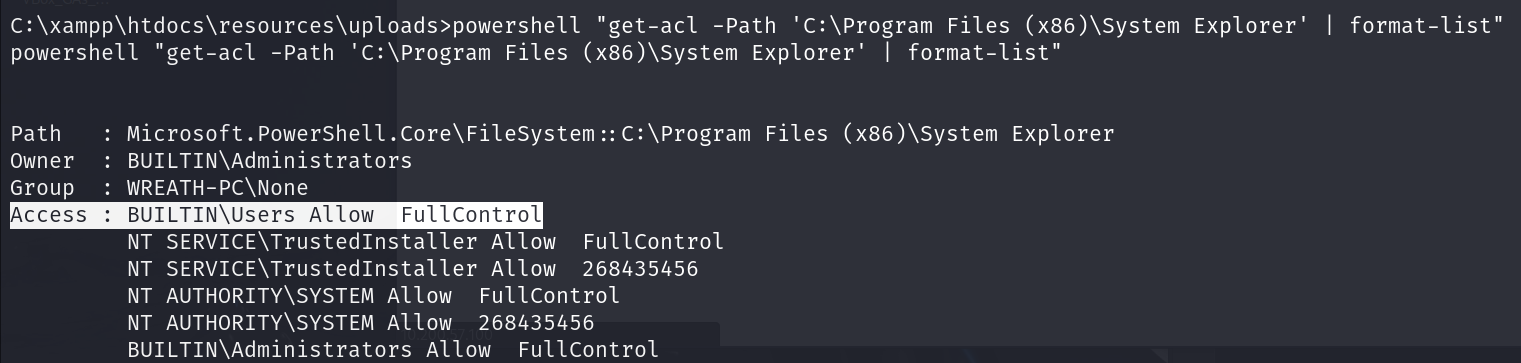 C:\xampp\htdocs\resources\uploads>powershell "get-acl -Path 'C:\Program Files (x86)\System Explorer' | format-list"
powershell "get-acl -Path 'C:\Program Files (x86)\System Explorer' | format-list"
Path   : Microsoft.PowerShell.Core\FileSystem::C:\Program Files (x86)\System Explorer
Owner  : BUILTIN\Administrators
Group  : WREATH-PC\None
Access : BUILTIN\Users Allow  FullControl
         NT SERVICE\TrustedInstaller Allow  FullControl
         NT SERVICE\TrustedInstaller Allow  268435456
         NT AUTHORITY\SYSTEM Allow  FullControl
         NT AUTHORITY\SYSTEM Allow  268435456
         BUILTIN\Administrators Allow  FullControl